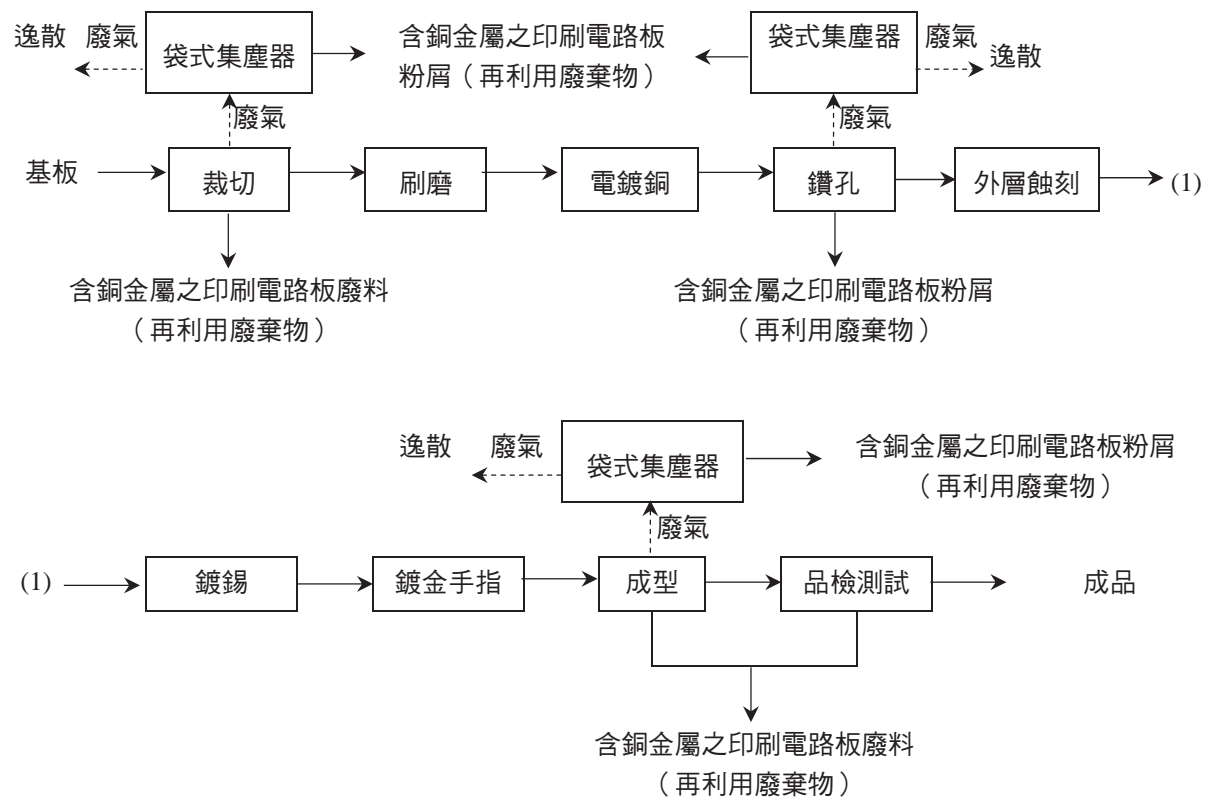 逸散 廢氣
袋式集塵器
含銅金屬之印刷電路板
粉屑（再利用廢棄物）
袋式集塵器
廢氣
逸散
廢氣
廢氣
基板
裁切
刷磨
電鍍銅
鑽孔
外層蝕刻
(1)
含銅金屬之印刷電路板廢料
（再利用廢棄物）
含銅金屬之印刷電路板粉屑
（再利用廢棄物）
逸散 廢氣
袋式集塵器
含銅金屬之印刷電路板粉屑
（再利用廢棄物）
廢氣
(1)
鍍錫
鍍金手指
成型
品檢測試
成品
含銅金屬之印刷電路板廢料
（再利用廢棄物）